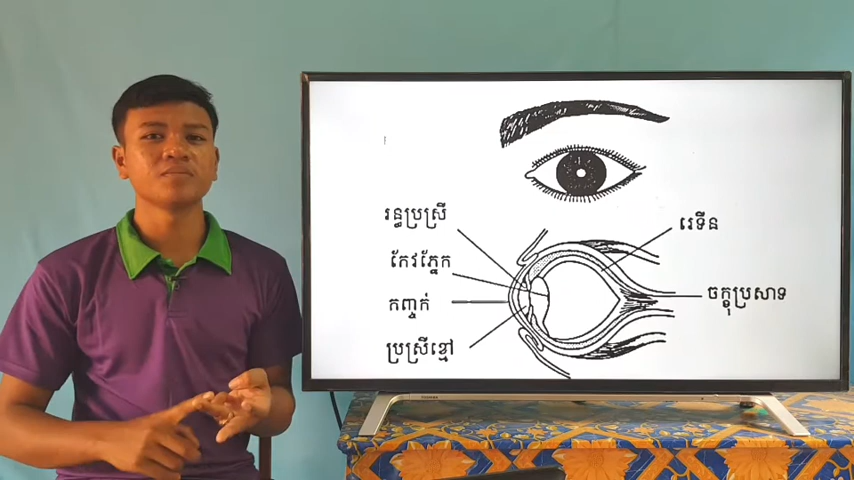 រន្ធប្រស្រី
កែវភ្នែក
កញ្ចក់
ប្រស្រីខ្មៅ
រេទីន
ចក្ខុប្រសាទ
TOSHIBA